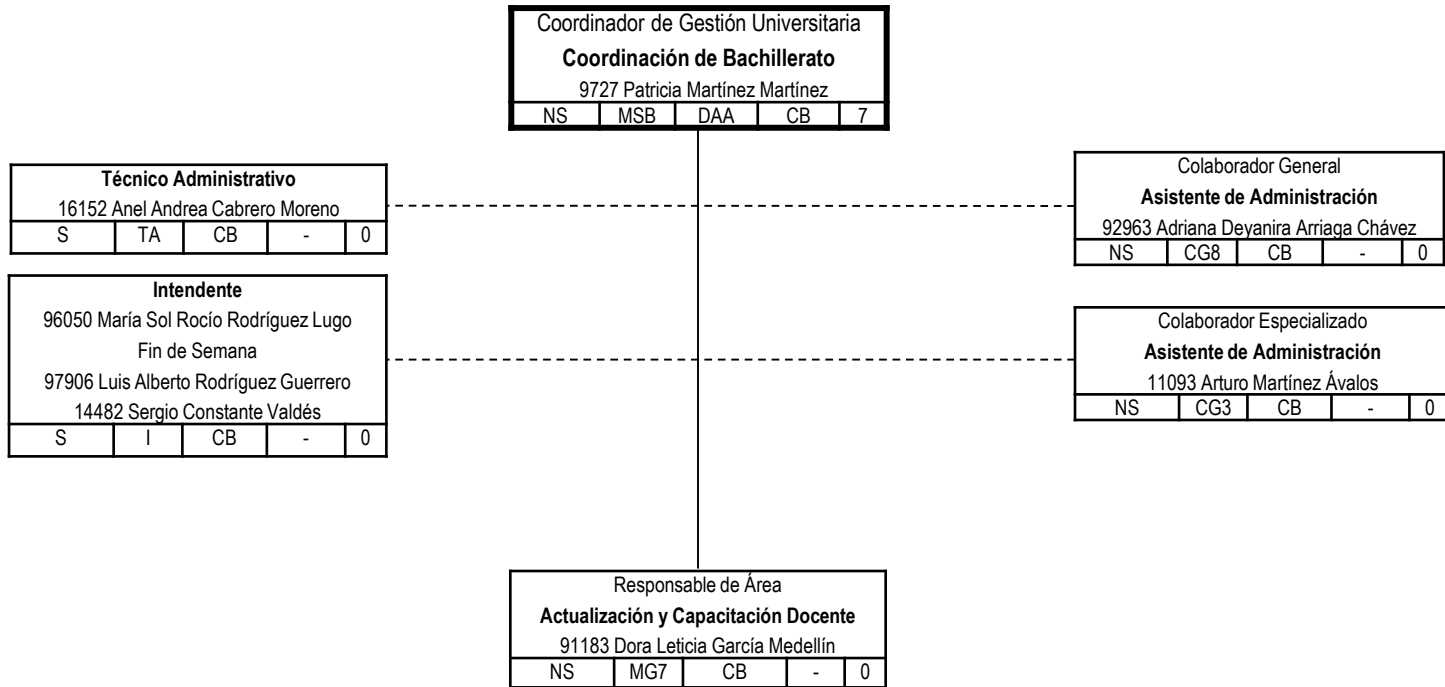 Coordinador de Gestión Universitaria
Coordinación de Bachillerato
9727 Patricia Martínez Martínez
NS MSB DAA CB 7
Técnico Administrativo
16152 Anel Andrea Cabrero Moreno
S TA CB - 0
Colaborador General
Asistente de Administración
92963 Adriana Deyanira Arriaga Chávez
NS CG8 CB - 0
Intendente
96050 María Sol Rocío Rodríguez Lugo
Fin de Semana
97906 Luis Alberto Rodríguez Guerrero
14482 Sergio Constante Valdés
S I CB - 0
Colaborador Especializado
Asistente de Administración
11093 Arturo Martínez Ávalos
NS CG3 CB - 0
Responsable de Área
Actualización y Capacitación Docente
91183 Dora Leticia García Medellín
NS MG7 CB - 0